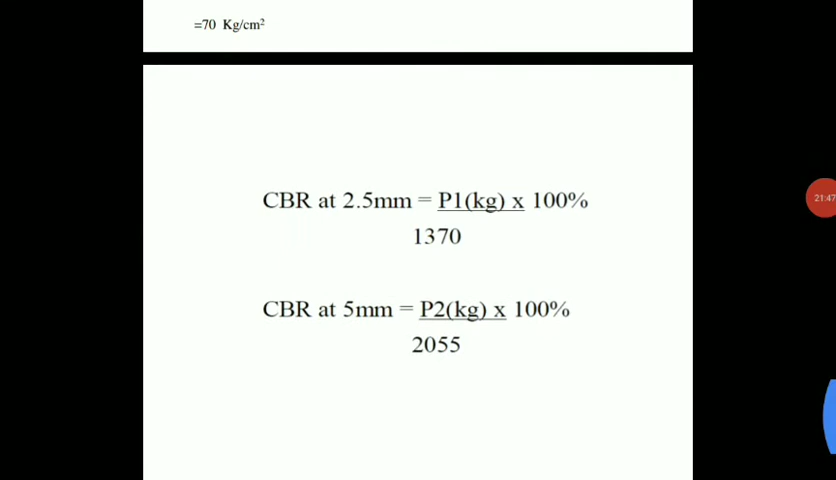 =70 Kg/cm²
CBR at 2.5mm = P1(kg) x 100%
1370
21:47
CBR at 5mm = P2(kg) x 100%
2055